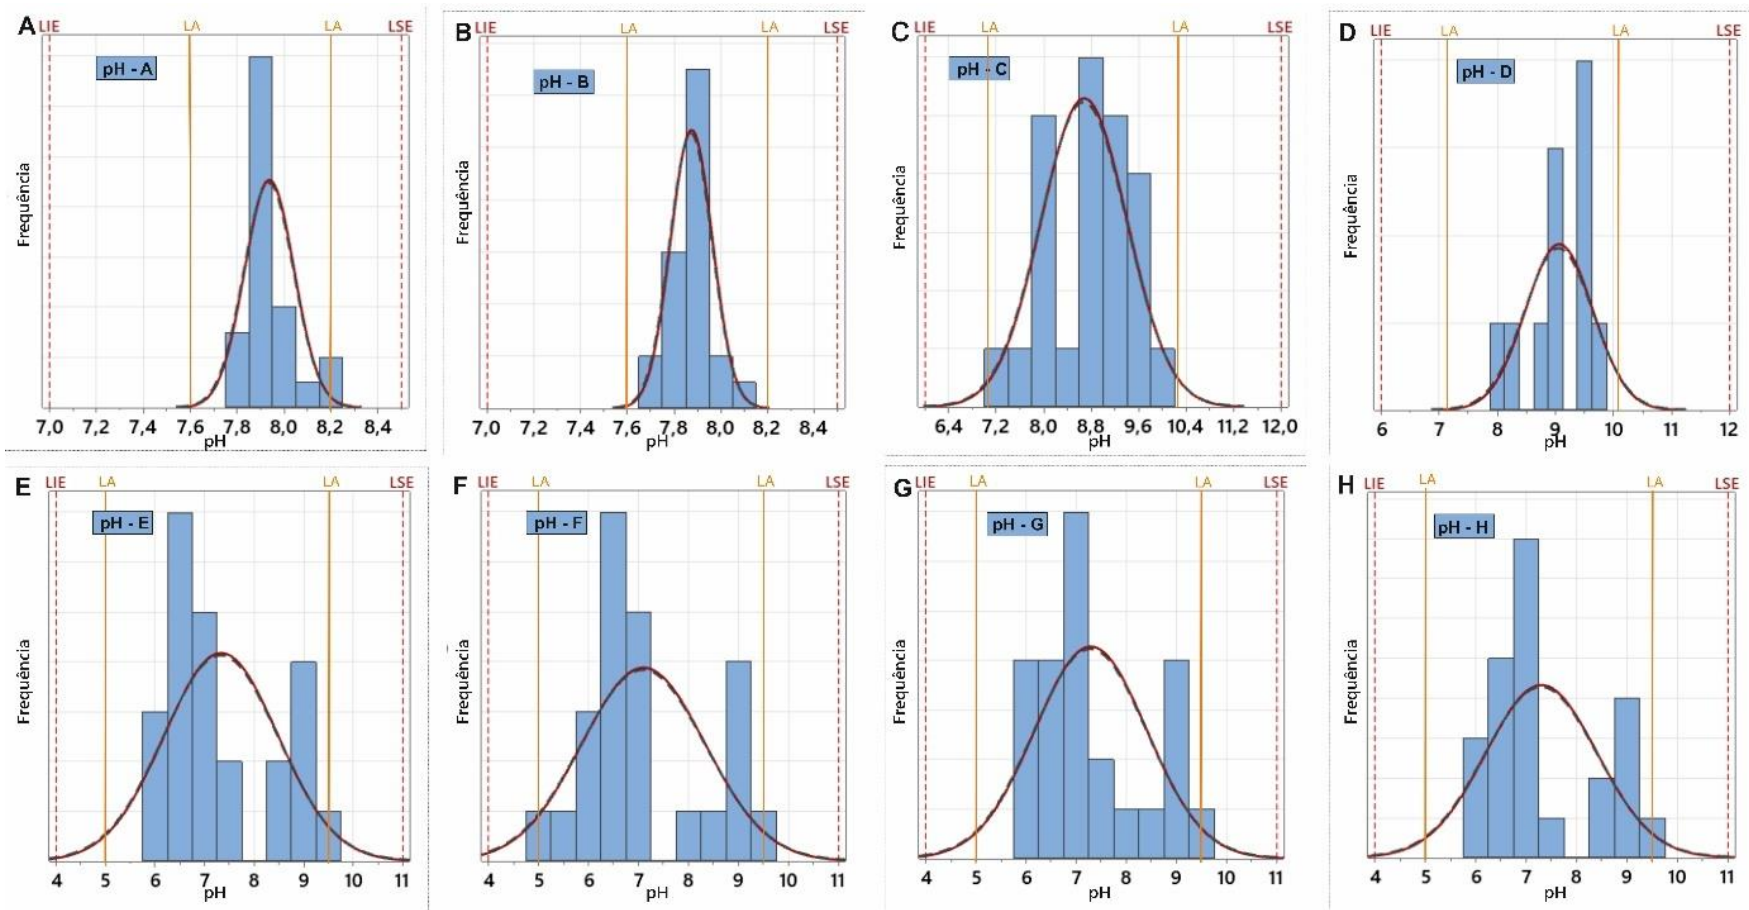 A LIE LA LA LSE
pH - A
Frequência
7,0 7,2 7,4 7,6 7,8 8,0 8,2 8,4
pH
B LIE LA LA LSE
pH - B
Frequência
7,0 7,2 7,4 7,6 7,8 8,0 8,2 8,4
pH
C LIE LA LA LSE
pH - C
Frequência
6,4 7,2 8,0 8,8 9,6 10,4 11,2 12,0
pH
D LIE LA LA LSE
pH - D
Frequência
6 7 8 9 10 11 12
pH
E LIE LA LA LSE
pH - E
Frequência
4 5 6 7 8 9 10 11
pH
F LIE LA LA LSE
pH - F
Frequência
4 5 6 7 8 9 10 11
pH
G LIE LA LA LSE
pH - G
Frequência
4 5 6 7 8 9 10 11
pH
H LIE LA LA LSE
pH - H
Frequência
4 5 6 7 8 9 10 11
pH